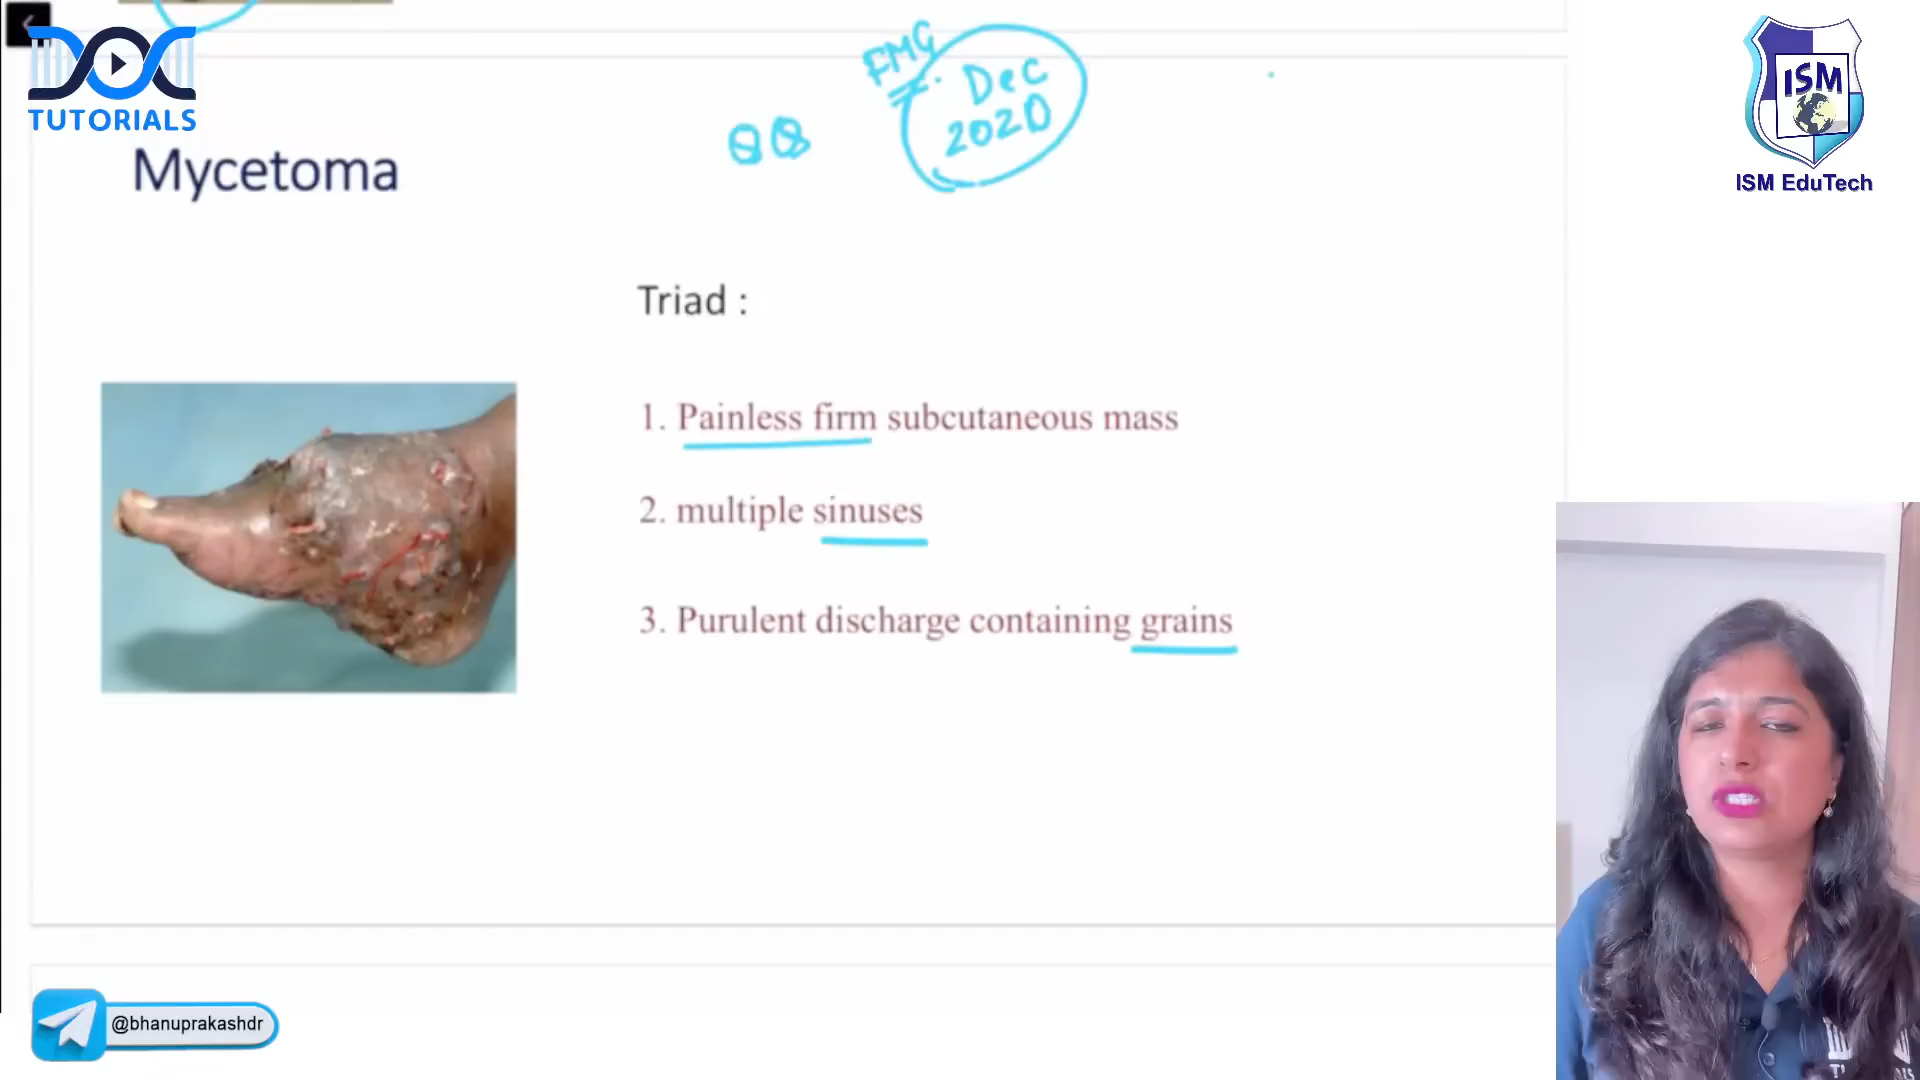 TUTORIALS
FMG
Dec
2020
ISM
ISM EduTech
Mycetoma
Triad :
1. Painless firm subcutaneous mass
2. multiple sinuses
3. Purulent discharge containing grains
@bhanuprakashdr